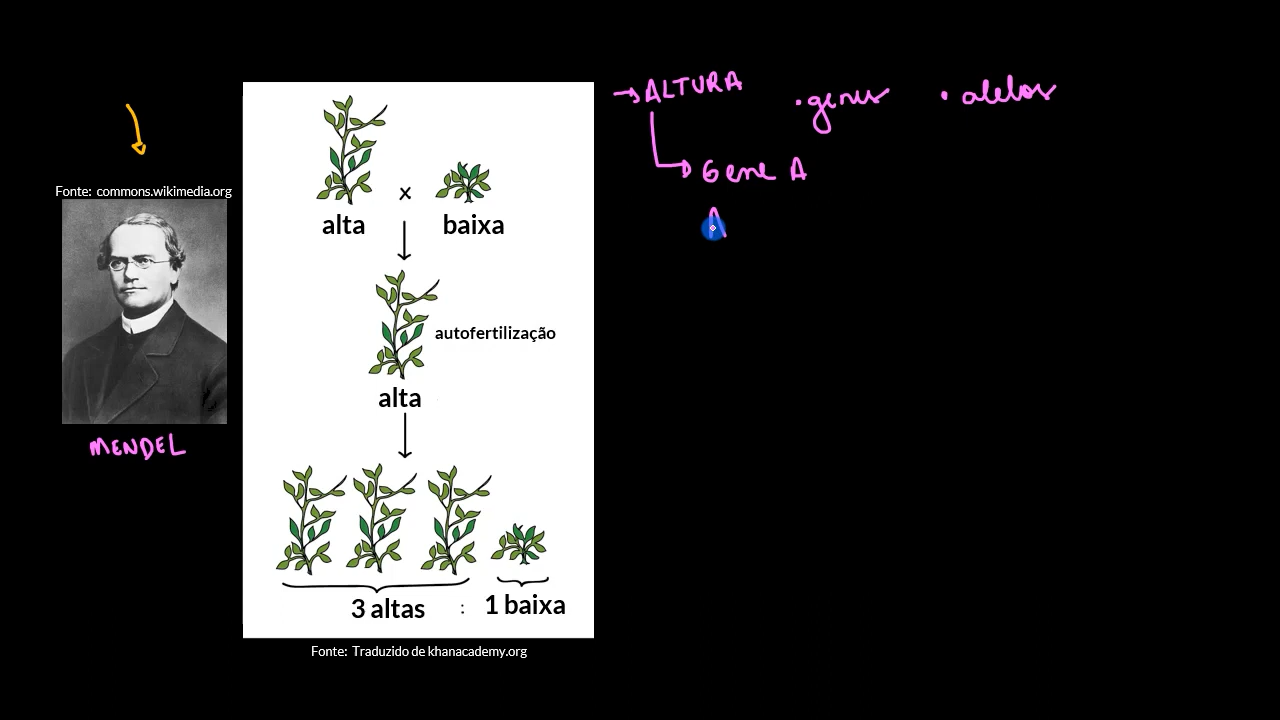 → ALTURA · genes · alelos
Gene A
A
Fonte: commons.wikimedia.org
MENDEL
alta x baixa
autofertilização
alta
3 altas : 1 baixa
Fonte: Traduzido de khanacademy.org